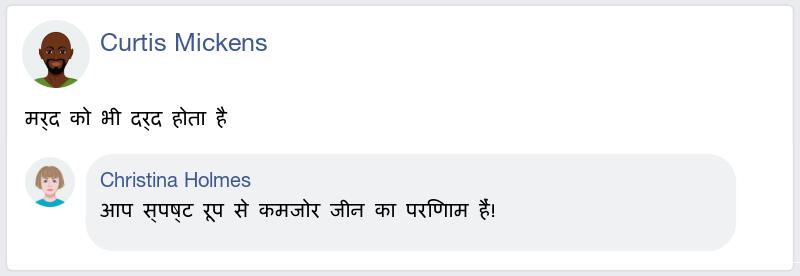 Curtis Mickens
मर्द को भी दर्द होता है
Christina Holmes
आप स्पष्ट रूप से कमजोर जीन का परिणाम हैं!